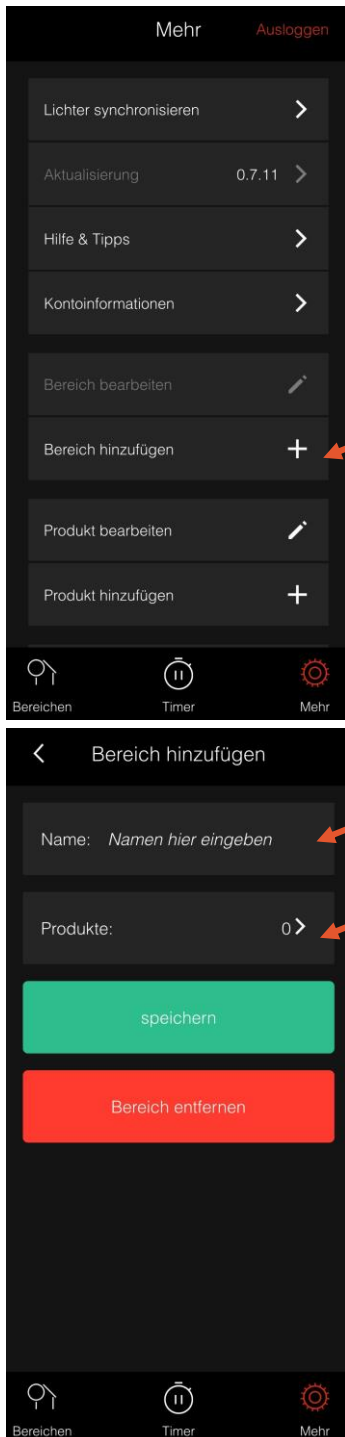 Mehr Ausloggen
Lichter synchronisieren
Aktualisierung 0.7.11
Hilfe & Tipps
Kontoinformationen
Bereich bearbeiten
Bereich hinzufügen
Produkt bearbeiten
Produkt hinzufügen
Bereichen Timer Mehr
Bereich hinzufügen
Name: Namen hier eingeben
Produkte: 0
speichern
Bereich entfernen
Bereichen Timer Mehr